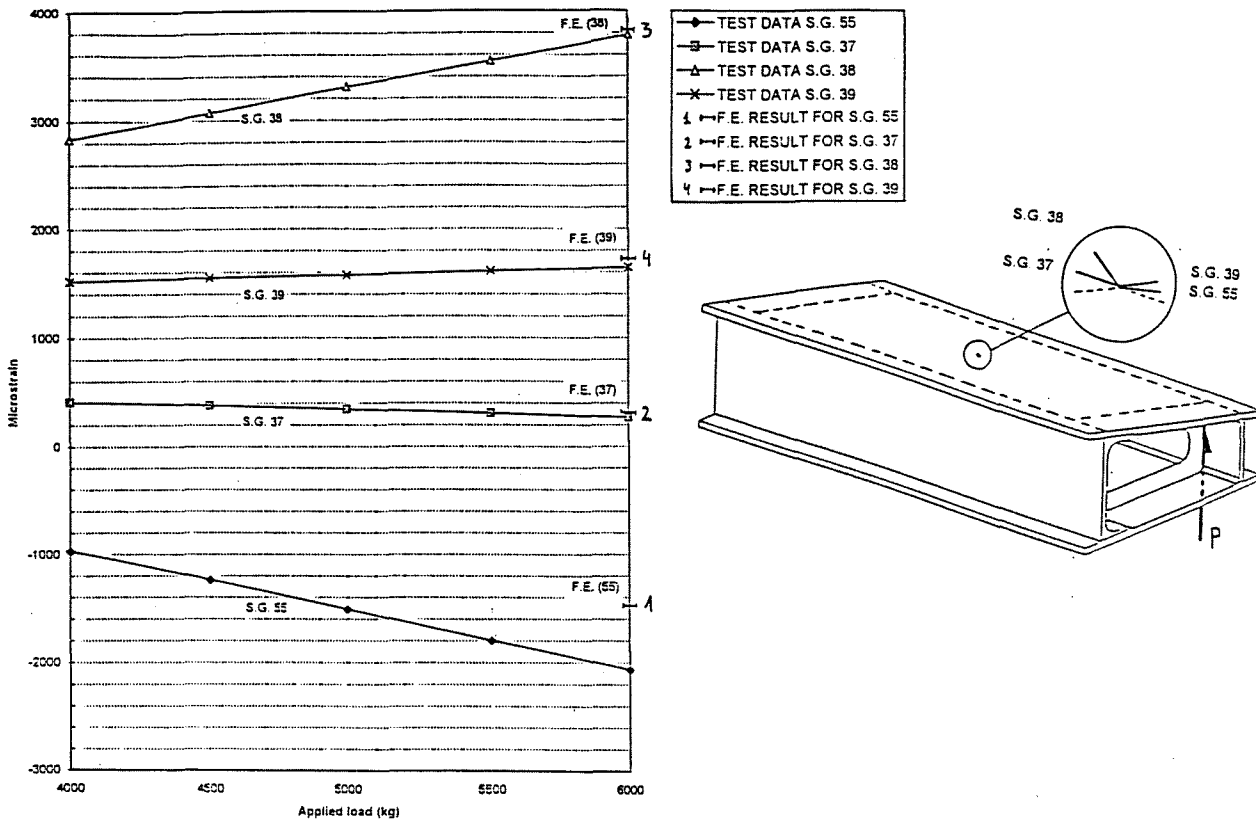 4000
3000
2000
1000
0
-1000
-2000
-3000
Microstrain
4000
4500
5000
5500
6000
Applied load (kg)
F.E. (38)
3
S.G. 38
F.E. (39)
4
S.G. 39
F.E. (37)
2
S.G. 37
F.E. (55)
1
S.G. 55
TEST DATA S.G. 55
TEST DATA S.G. 37
TEST DATA S.G. 38
TEST DATA S.G. 39
1 F.E. RESULT FOR S.G. 55
2 F.E. RESULT FOR S.G. 37
3 F.E. RESULT FOR S.G. 38
4 F.E. RESULT FOR S.G. 39
S.G. 38
S.G. 37
S.G. 39
S.G. 55
P